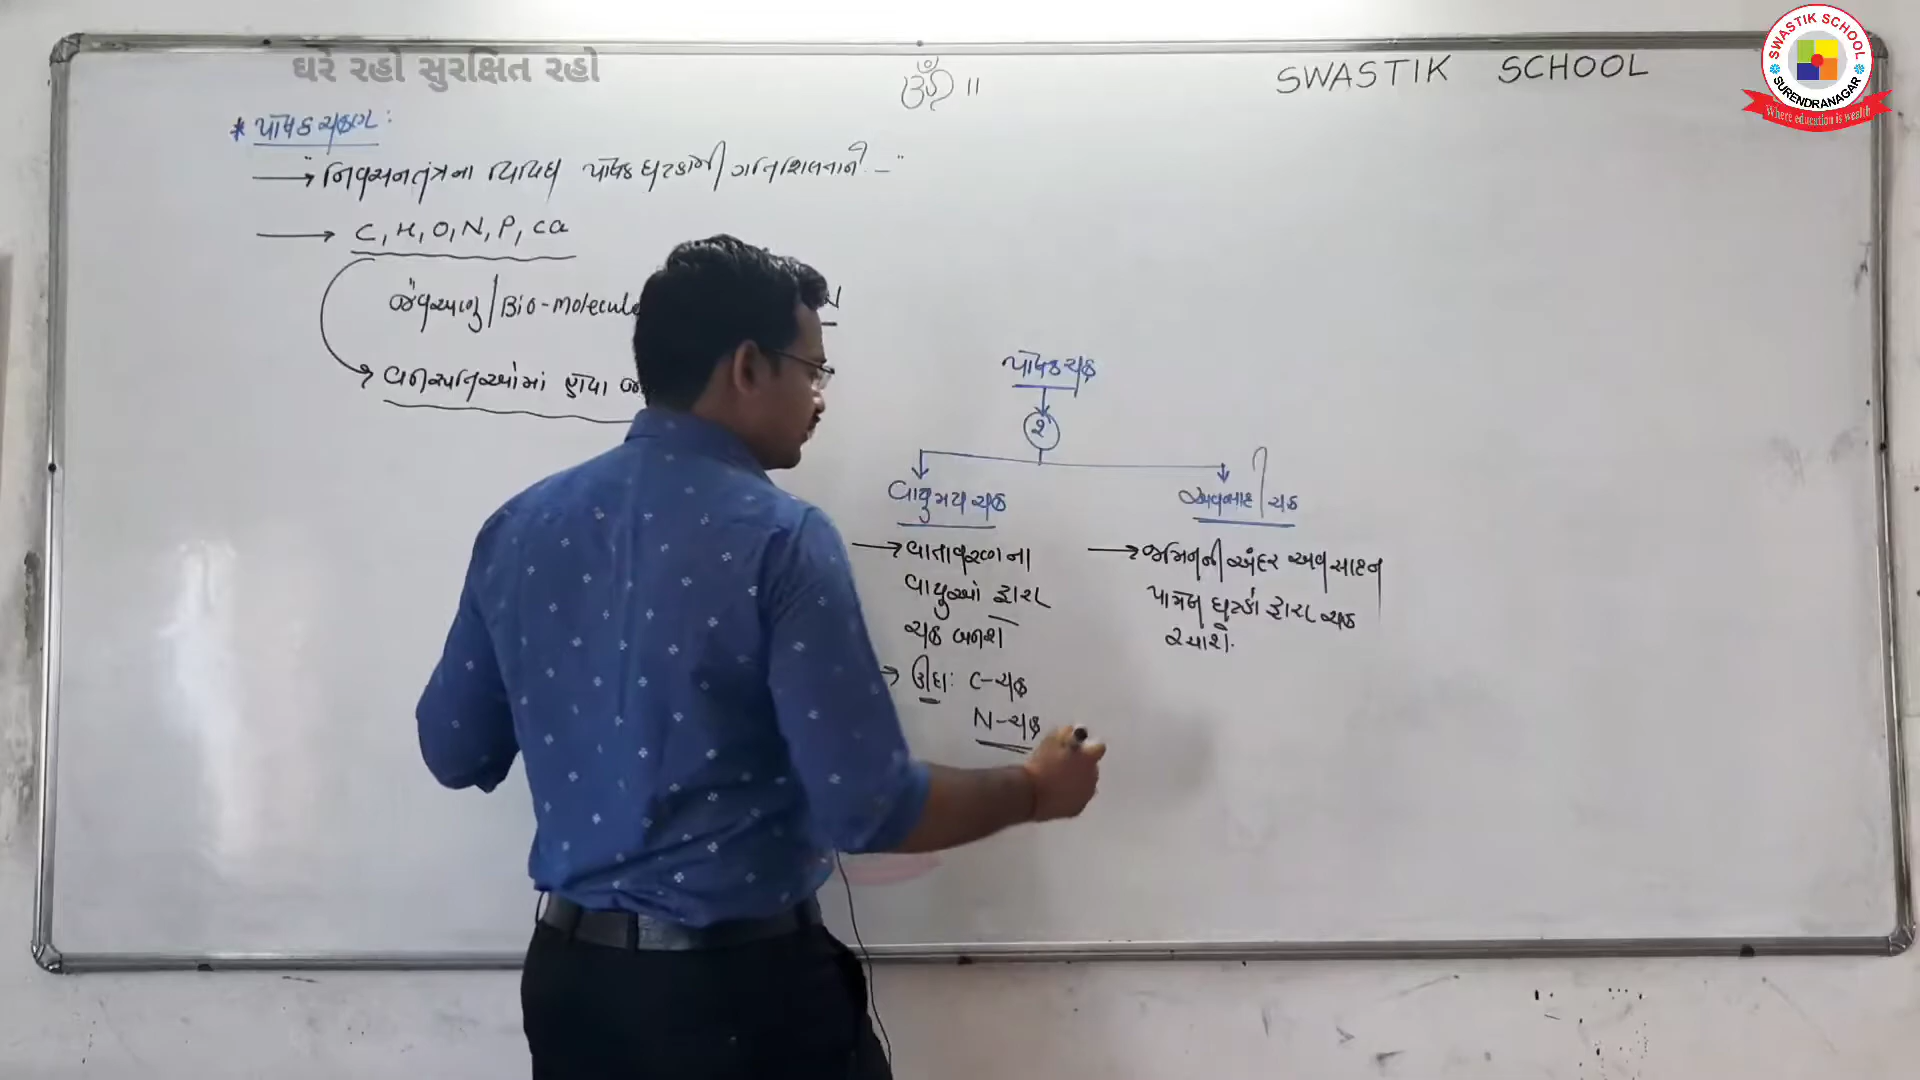 ઘરે રહો સુરક્ષિત રહો
ૐ ॥
SWASTIK SCHOOL
SWASTIK SCHOOL
SURENDRANAGAR
Where education is wealth
* પોષક ચક્રણ :
→ "નિવસનતંત્રના વિવિધ પોષક ઘટકોની ગતિશિલતાને – "
→ C, H, O, N, P, Ca
જૈવઅણુ / Bio-molecule
→ વનસ્પતિઓમાં હોવા
પોષકચક્ર
૨
વાયુમય ચક્ર
→ વાતાવરણના
વાયુઓ દ્વારા
ચક્ર બનશે
→ ઊદા: C-ચક્ર
N-ચક્ર
અવસાદી ચક્ર
→ જમિનની અંદર અવસાદન
પામેલ ઘટકો દ્વારા ચક્ર
રચાશે.